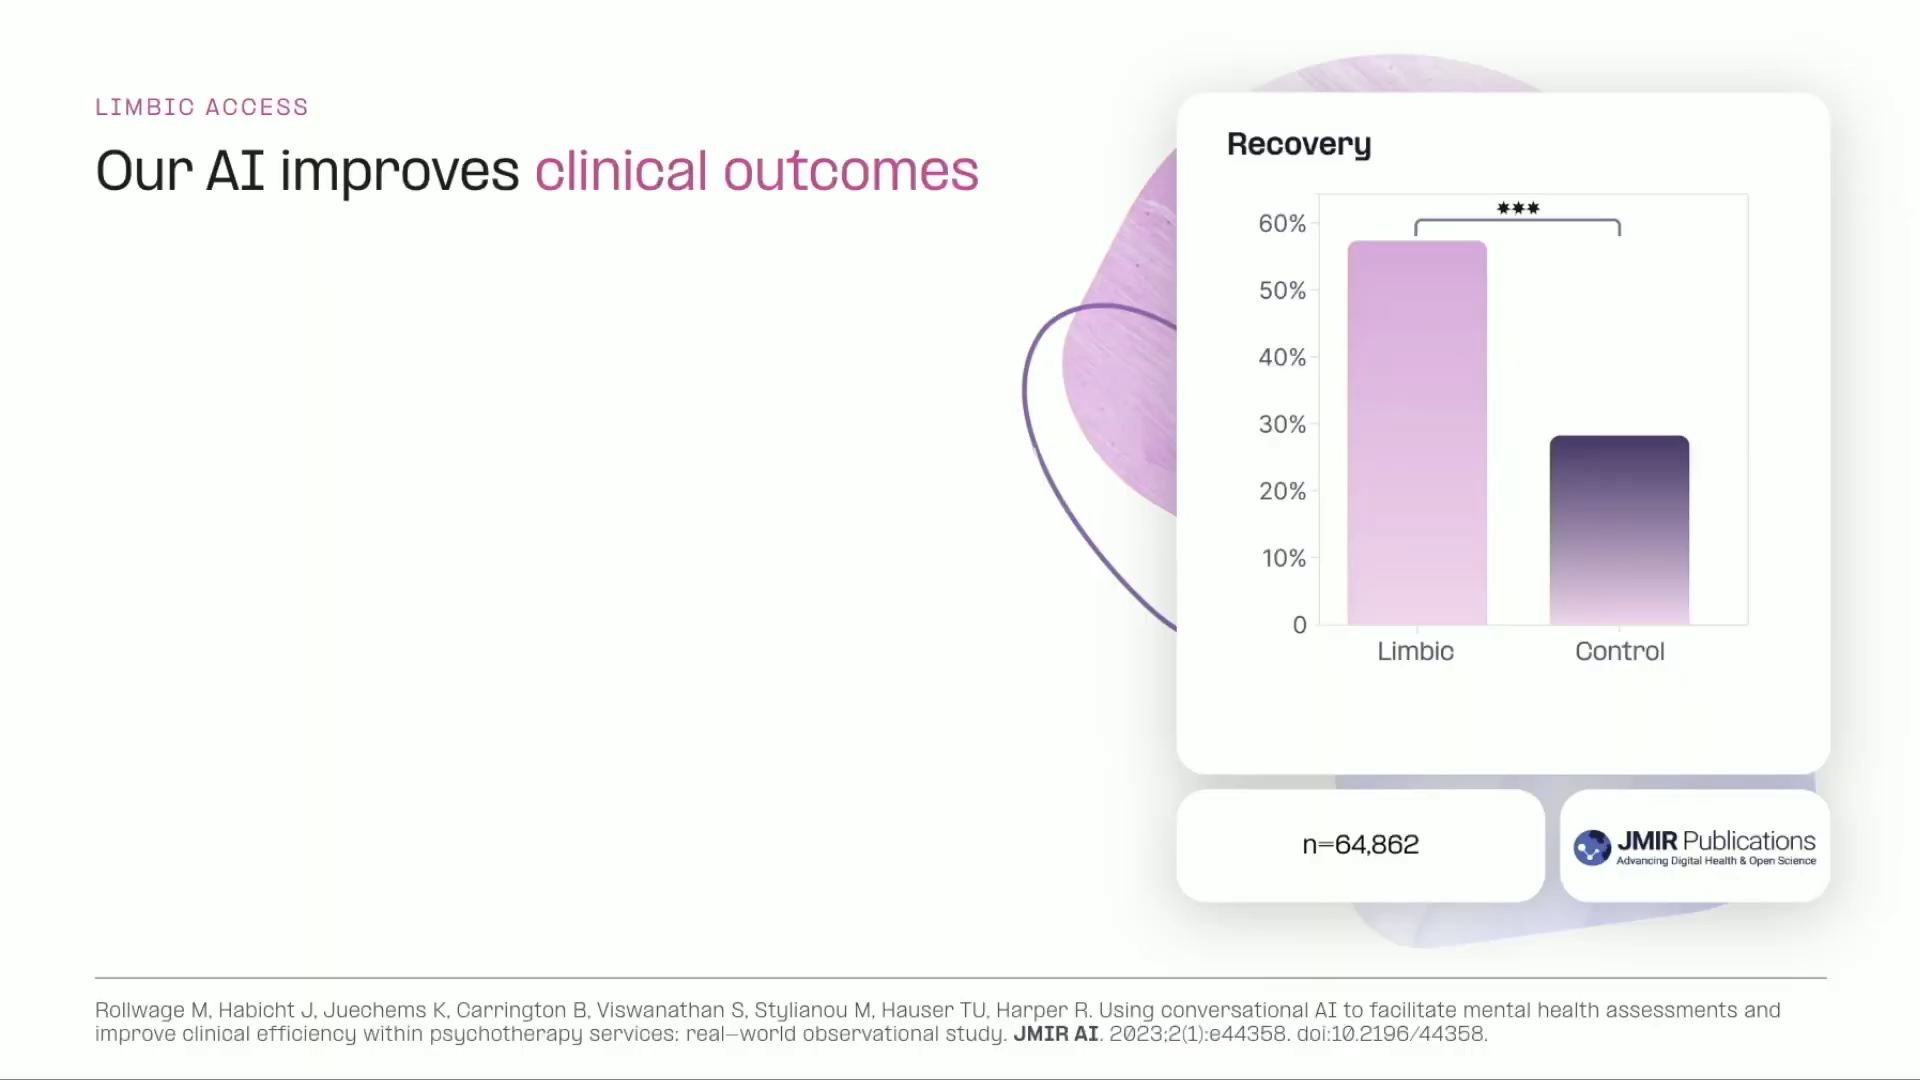 LIMBIC ACCESS
Our AI improves clinical outcomes
Recovery
***
60%
50%
40%
30%
20%
10%
0
Limbic
Control
n=64,862
JMIR Publications
Advancing Digital Health & Open Science
Rollwage M, Habicht J, Juechems K, Carrington B, Viswanathan S, Stylianou M, Hauser TU, Harper R. Using conversational AI to facilitate mental health assessments and
improve clinical efficiency within psychotherapy services: real–world observational study. JMIR AI. 2023;2(1):e44358. doi:10.2196/44358.